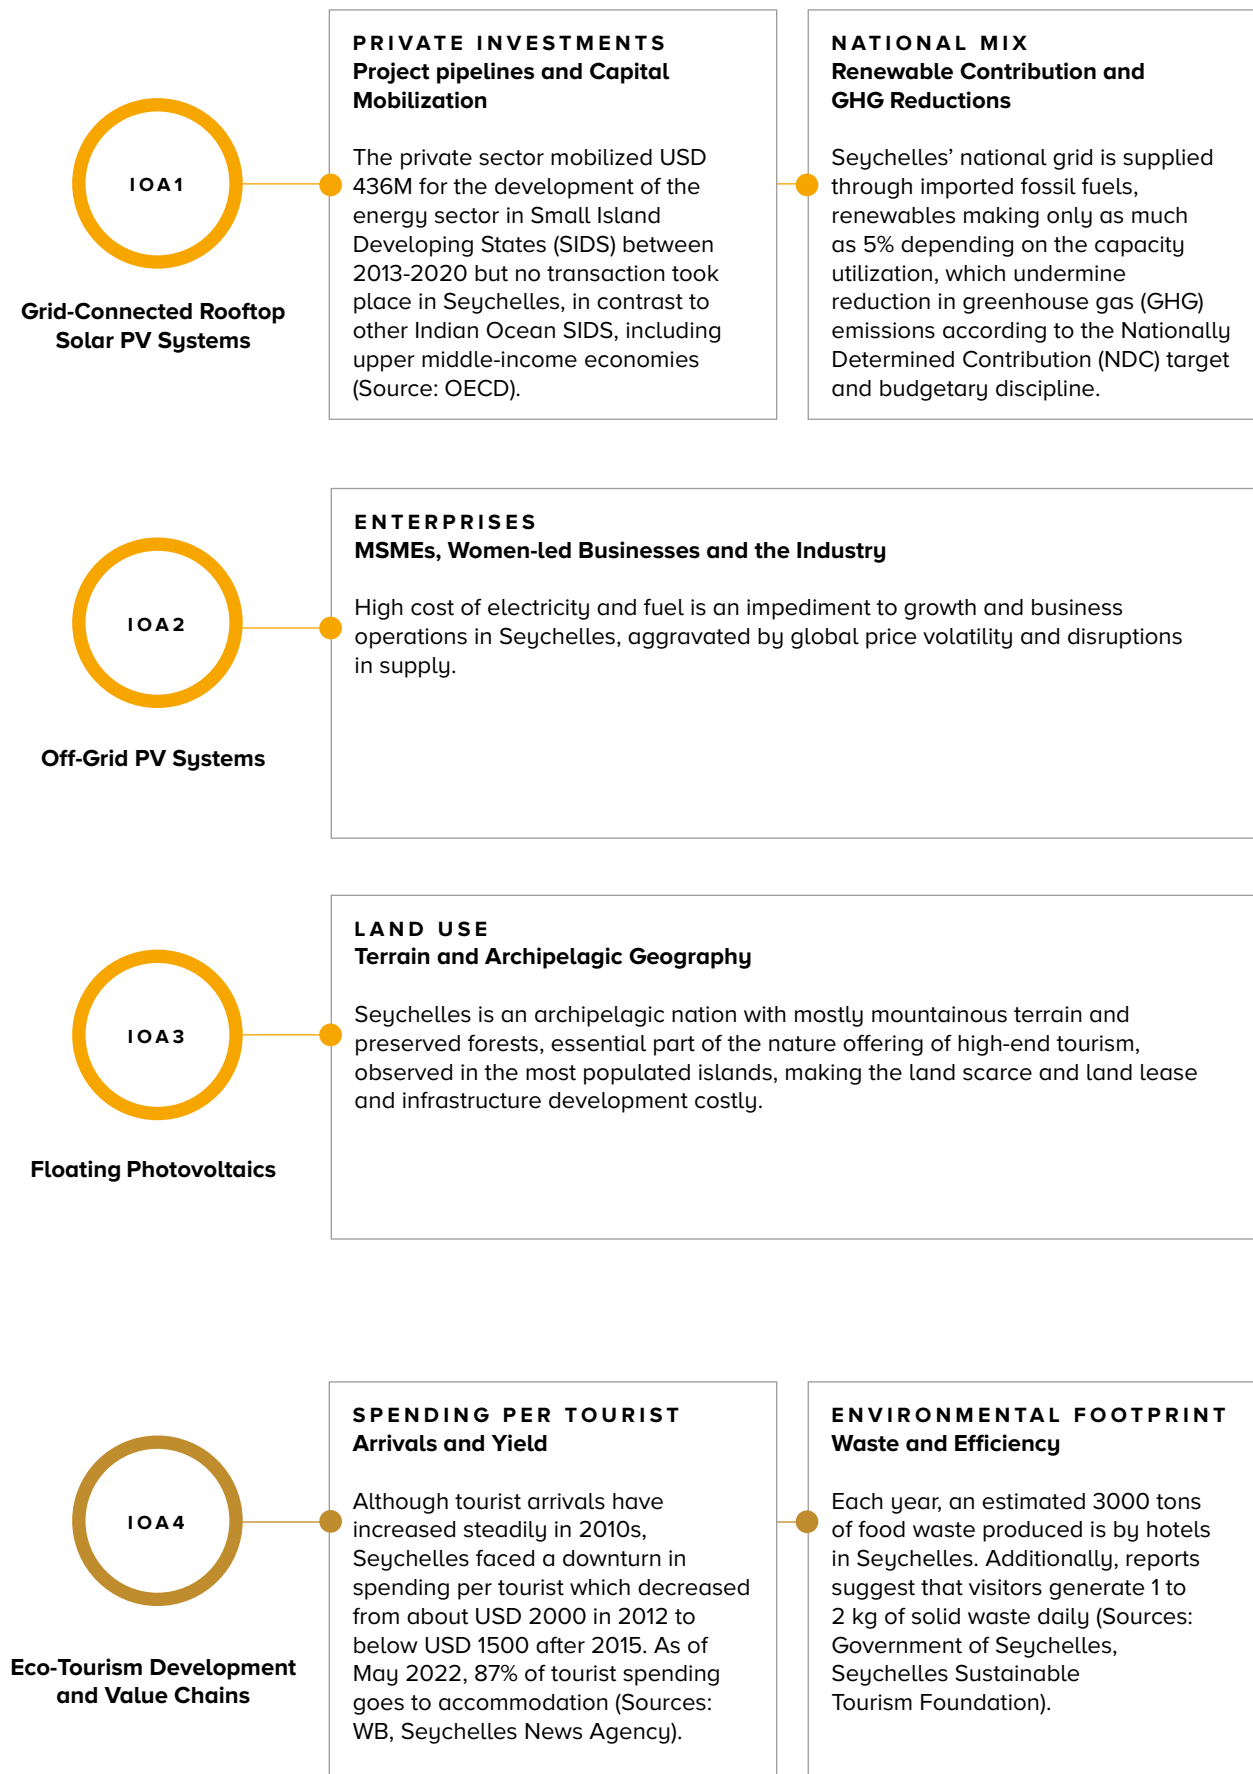 IOA1
Grid-Connected Rooftop
Solar PV Systems
PRIVATE INVESTMENTS
Project pipelines and Capital
Mobilization
The private sector mobilized USD
436M for the development of the
energy sector in Small Island
Developing States (SIDS) between
2013-2020 but no transaction took
place in Seychelles, in contrast to
other Indian Ocean SIDS, including
upper middle-income economies
(Source: OECD).
NATIONAL MIX
Renewable Contribution and
GHG Reductions
Seychelles’ national grid is supplied
through imported fossil fuels,
renewables making only as much
as 5% depending on the capacity
utilization, which undermine
reduction in greenhouse gas (GHG)
emissions according to the Nationally
Determined Contribution (NDC) target
and budgetary discipline.
IOA2
Off-Grid PV Systems
ENTERPRISES
MSMEs, Women-led Businesses and the Industry
High cost of electricity and fuel is an impediment to growth and business
operations in Seychelles, aggravated by global price volatility and disruptions
in supply.
IOA3
Floating Photovoltaics
LAND USE
Terrain and Archipelagic Geography
Seychelles is an archipelagic nation with mostly mountainous terrain and
preserved forests, essential part of the nature offering of high-end tourism,
observed in the most populated islands, making the land scarce and land lease
and infrastructure development costly.
IOA4
Eco-Tourism Development
and Value Chains
SPENDING PER TOURIST
Arrivals and Yield
Although tourist arrivals have
increased steadily in 2010s,
Seychelles faced a downturn in
spending per tourist which decreased
from about USD 2000 in 2012 to
below USD 1500 after 2015. As of
May 2022, 87% of tourist spending
goes to accommodation (Sources:
WB, Seychelles News Agency).
ENVIRONMENTAL FOOTPRINT
Waste and Efficiency
Each year, an estimated 3000 tons
of food waste produced is by hotels
in Seychelles. Additionally, reports
suggest that visitors generate 1 to
2 kg of solid waste daily (Sources:
Government of Seychelles,
Seychelles Sustainable
Tourism Foundation).